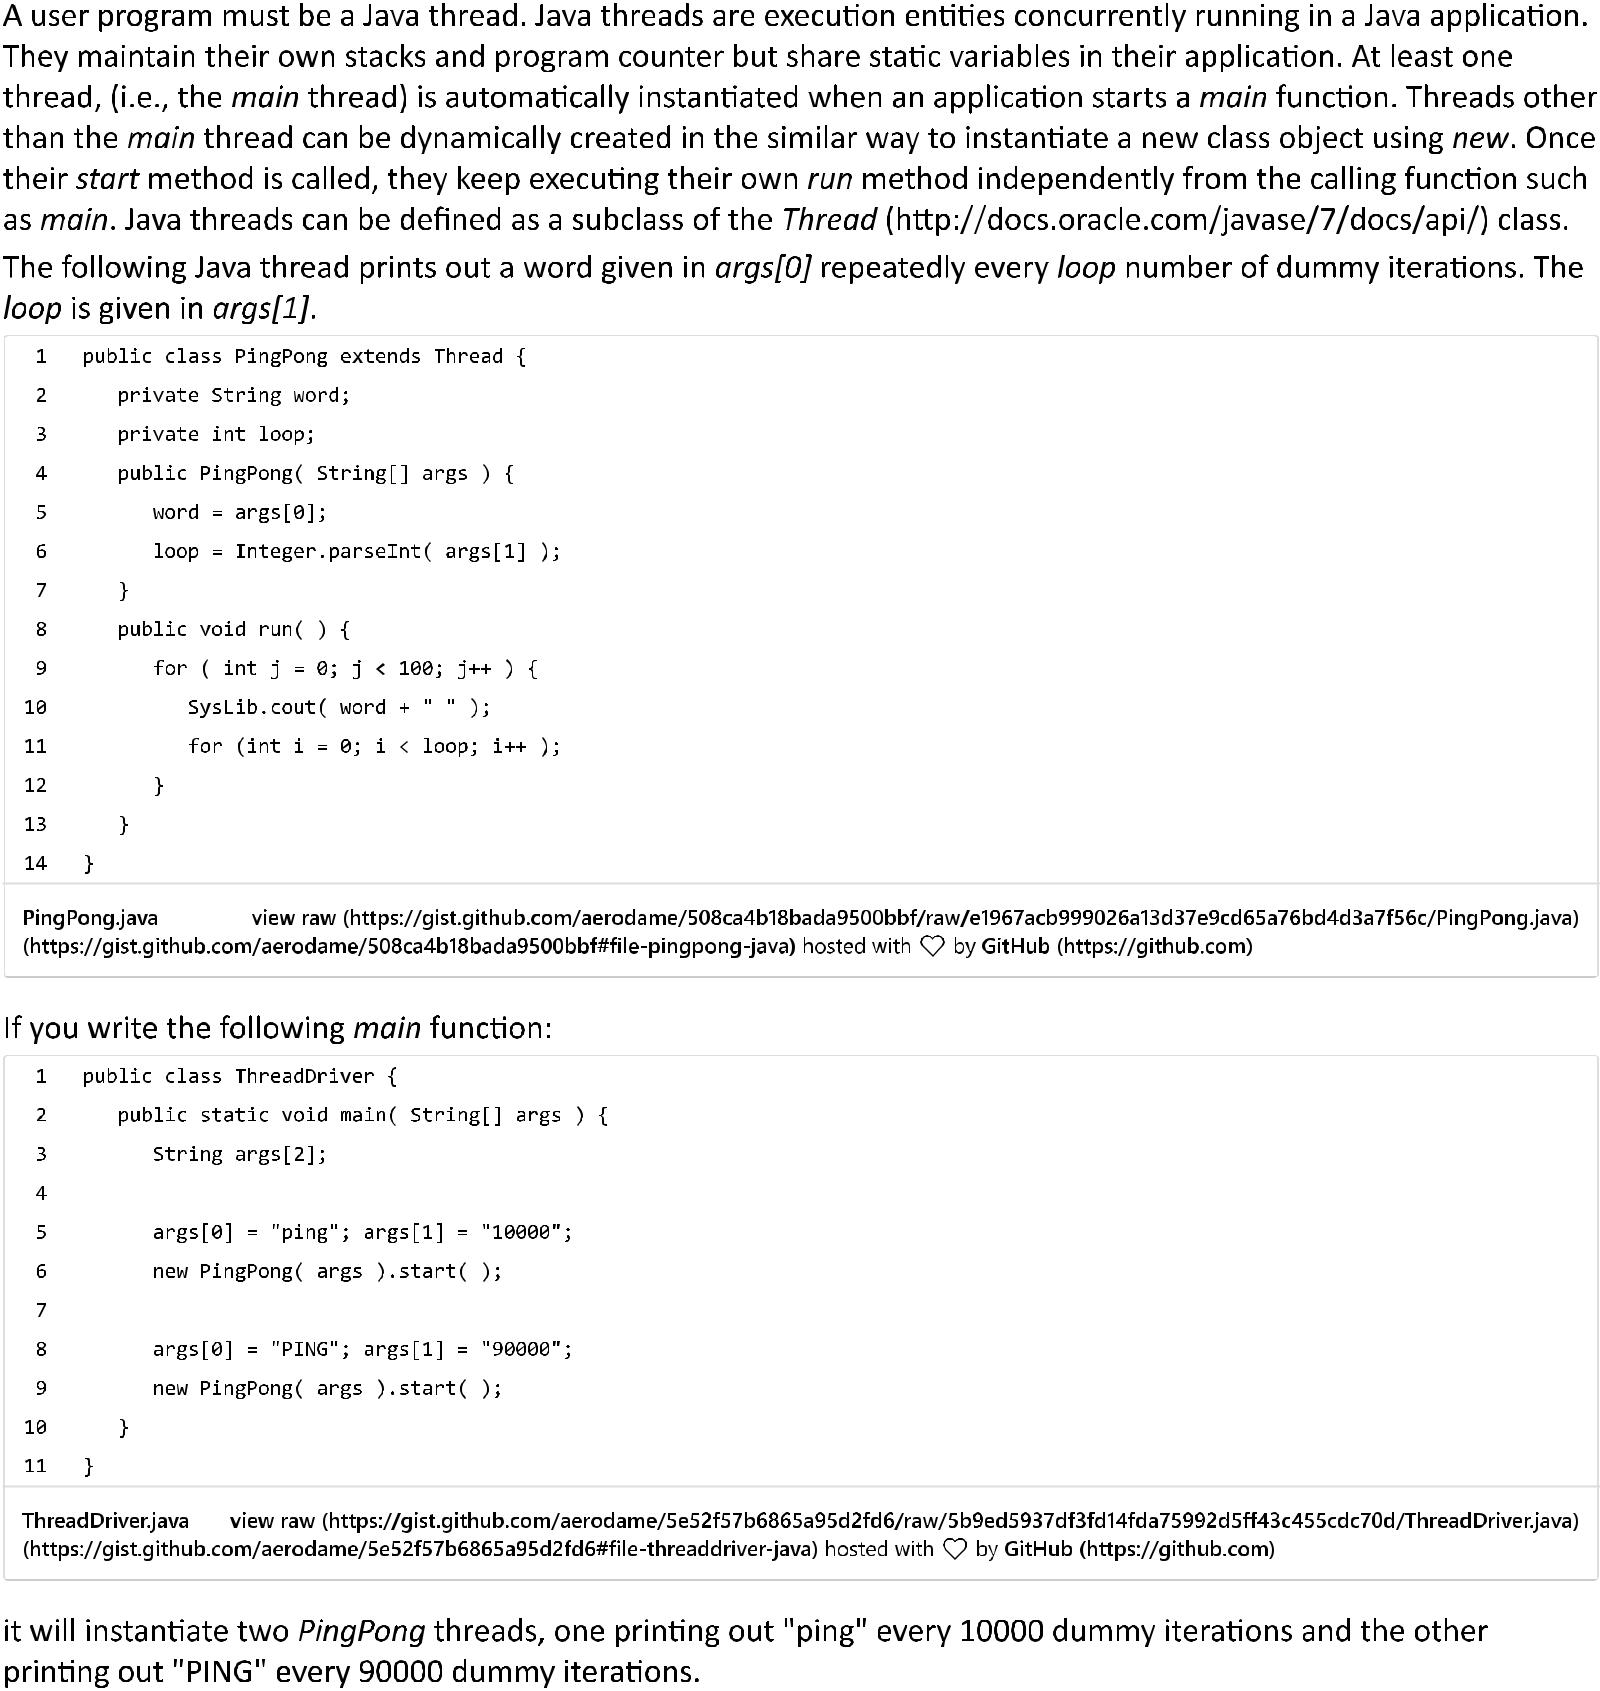 A user program must be a Java thread. Java threads are execution entities concurrently running in a Java application.
They maintain their own stacks and program counter but share static variables in their application. At least one
thread, (i.e., the main thread) is automatically instantiated when an application starts a main function. Threads other
than the main thread can be dynamically created in the similar way to instantiate a new class object using new. Once
their start method is called, they keep executing their own run method independently from the calling function such
as main. Java threads can be defined as a subclass of the Thread (http://docs.oracle.com/javase/7/docs/api/) class.
The following Java thread prints out a word given in args[0] repeatedly every loop number of dummy iterations. The
loop is given in args[1].
1 public class PingPong extends Thread {
2 private String word;
3 private int loop;
4 public PingPong( String[] args ) {
5 word = args[0];
6 loop = Integer.parseInt( args[1] );
7 }
8 public void run( ) {
9 for ( int j = 0; j < 100; j++ ) {
10 SysLib.cout( word + " " );
11 for (int i = 0; i < loop; i++ );
12 }
13 }
14 }
PingPong.java view raw (https://gist.github.com/aerodame/508ca4b18bada9500bbf/raw/e1967acb999026a13d37e9cd65a76bd4d3a7f56c/PingPong.java)
(https://gist.github.com/aerodame/508ca4b18bada9500bbf#file-pingpong-java) hosted with ♡ by GitHub (https://github.com)
If you write the following main function:
1 public class ThreadDriver {
2 public static void main( String[] args ) {
3 String args[2];
4
5 args[0] = "ping"; args[1] = "10000";
6 new PingPong( args ).start( );
7
8 args[0] = "PING"; args[1] = "90000";
9 new PingPong( args ).start( );
10 }
11 }
ThreadDriver.java view raw (https://gist.github.com/aerodame/5e52f57b6865a95d2fd6/raw/5b9ed5937df3fd14fda75992d5ff43c455cdc70d/ThreadDriver.java)
(https://gist.github.com/aerodame/5e52f57b6865a95d2fd6#file-threaddriver-java) hosted with ♡ by GitHub (https://github.com)
it will instantiate two PingPong threads, one printing out "ping" every 10000 dummy iterations and the other
printing out "PING" every 90000 dummy iterations.